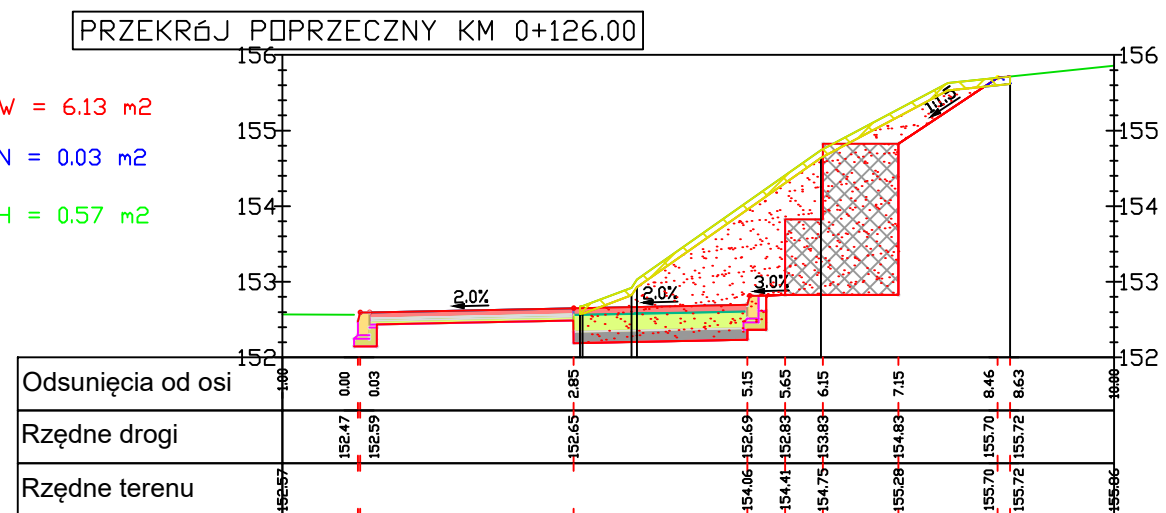 PRZEKRóJ POPRZECZNY KM 0+126.00
W = 6.13 m2
N = 0.03 m2
H = 0.57 m2
156 156
155 155
154 154
153 153
152 152
1:1.5
2.0% 2.0% 3.0%
Odsunięcia od osi 1.00 0.00 0.03 2.85 5.15 5.65 6.15 7.15 8.46 8.63 10.00
Rzędne drogi 152.47 152.59 152.65 152.69 152.83 153.83 154.83 155.70 155.72
Rzędne terenu 152.57 154.06 154.41 154.75 155.28 155.70 155.72 155.86